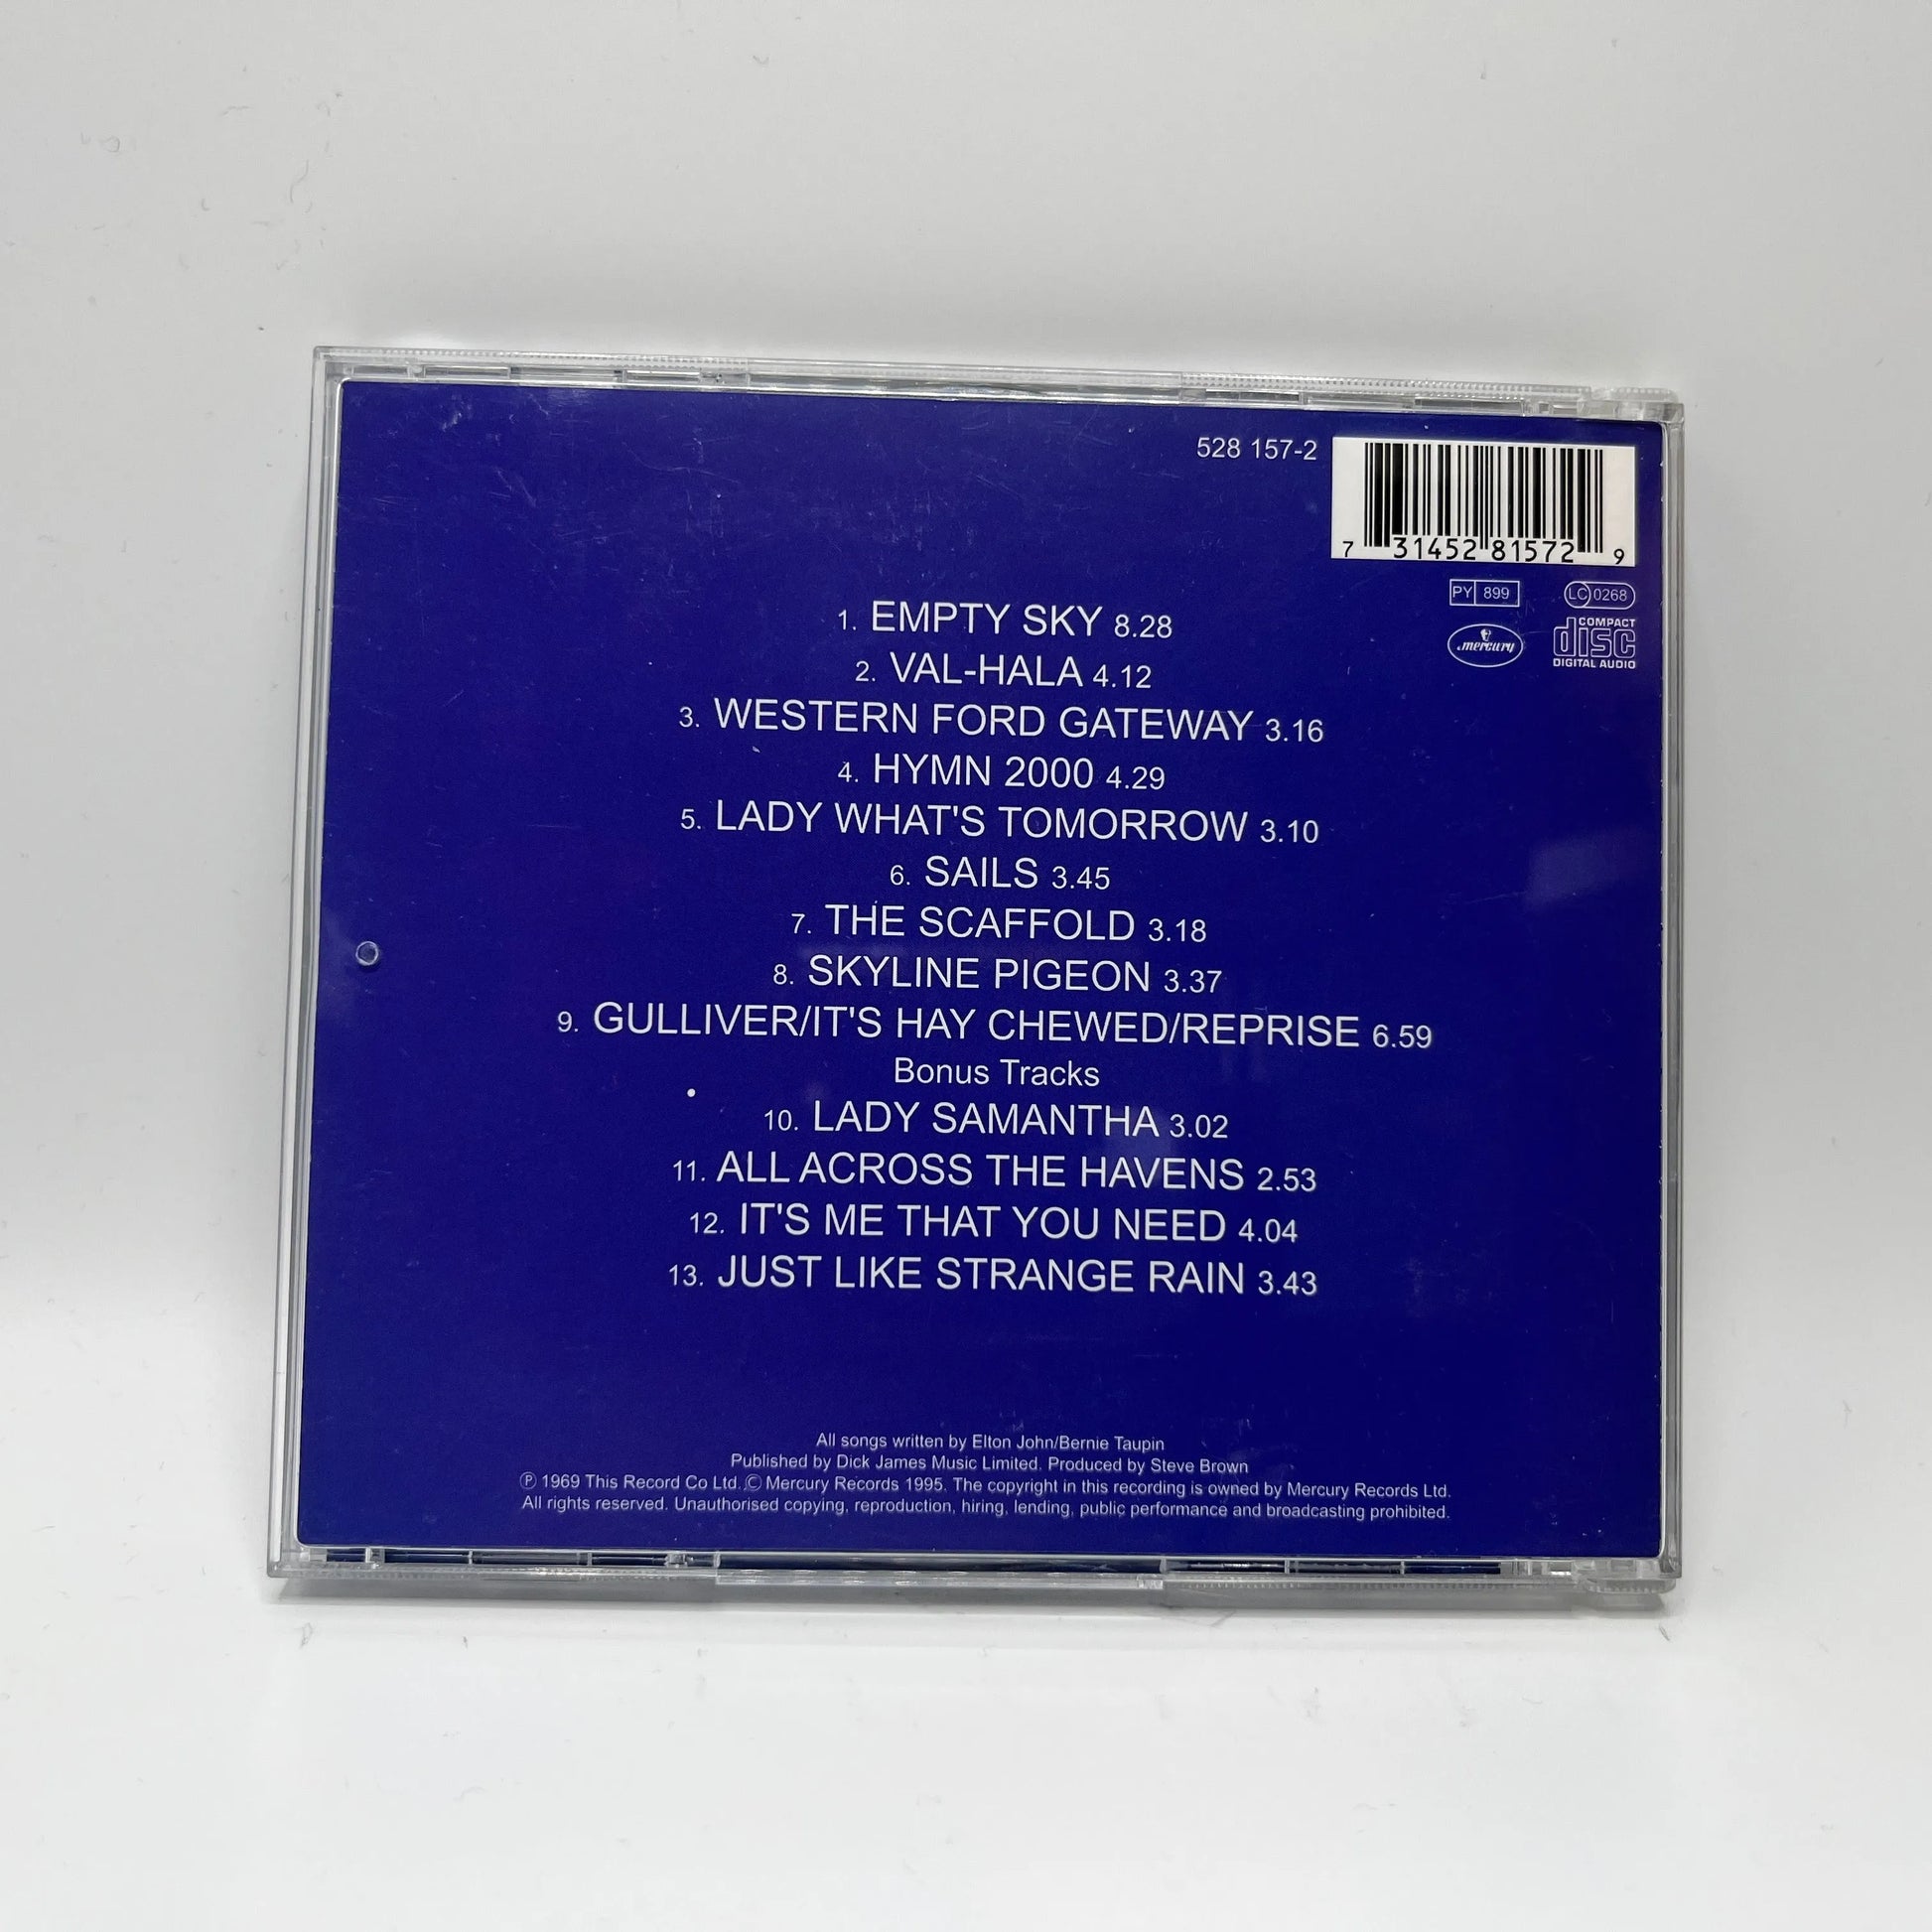 528 157-2
7 31452 81572 9
PY 899
LC 0268
mercury
COMPACT
disc
DIGITAL AUDIO
1. EMPTY SKY 8.28
2. VAL-HALA 4.12
3. WESTERN FORD GATEWAY 3.16
4. HYMN 2000 4.29
5. LADY WHAT'S TOMORROW 3.10
6. SAILS 3.45
7. THE SCAFFOLD 3.18
8. SKYLINE PIGEON 3.37
9. GULLIVER/IT'S HAY CHEWED/REPRISE 6.59
Bonus Tracks
10. LADY SAMANTHA 3.02
11. ALL ACROSS THE HAVENS 2.53
12. IT'S ME THAT YOU NEED 4.04
13. JUST LIKE STRANGE RAIN 3.43
All songs written by Elton John/Bernie Taupin
Published by Dick James Music Limited. Produced by Steve Brown
℗ 1969 This Record Co Ltd. © Mercury Records 1995. The copyright in this recording is owned by Mercury Records Ltd.
All rights reserved. Unauthorised copying, reproduction, hiring, lending, public performance and broadcasting prohibited.